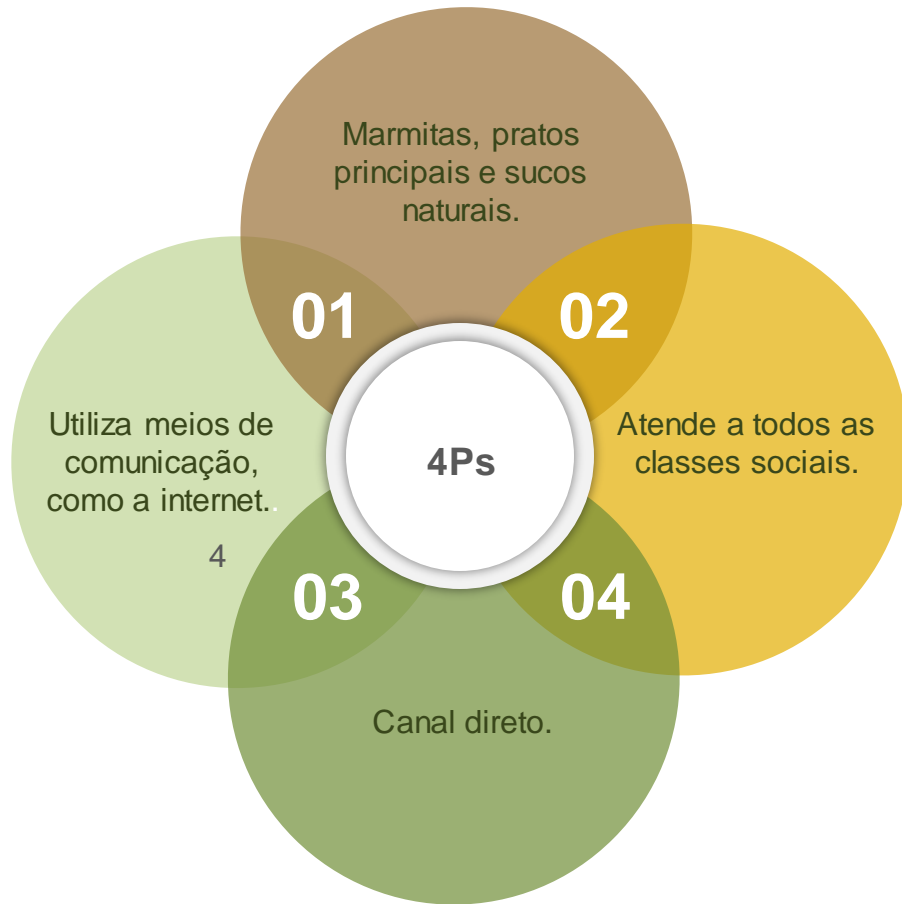 Marmitas, pratos
principais e sucos
naturais.
01
02
Utiliza meios de
comunicação,
como a internet..
4
4Ps
Atende a todos as
classes sociais.
03
04
Canal direto.